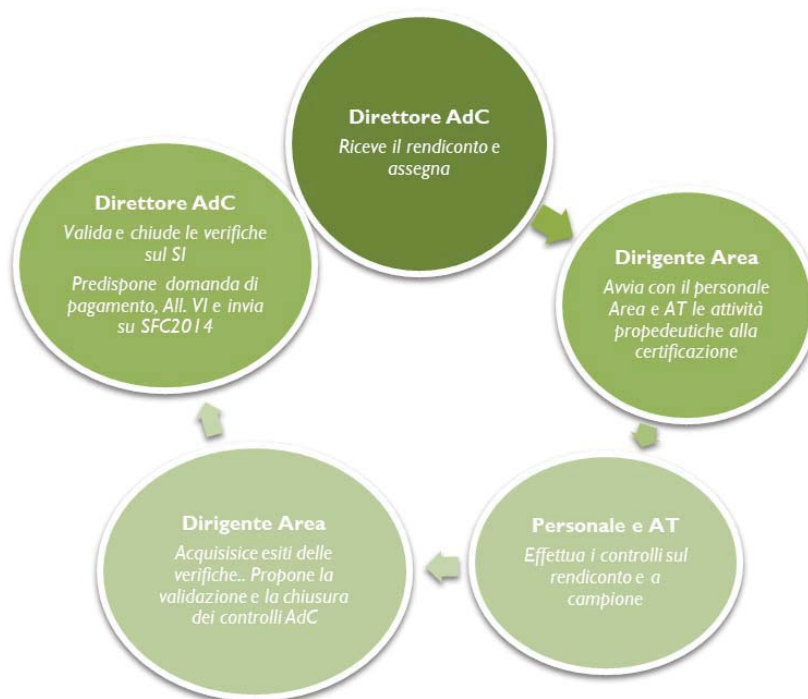 Direttore AdC
Riceve il rendiconto e
assegna
Dirigente Area
Avvia con il personale
Area e AT le attività
propedeutiche alla
certificazione
Personale e AT
Effettua i controlli sul
rendiconto e a
campione
Dirigente Area
Acquisisice esiti delle
verifiche.. Propone la
validazione e la chiusura
dei controlli AdC
Direttore AdC
Valida e chiude le verifiche
sul SI
Predispone domanda di
pagamento, All. VI e invia
su SFC2014